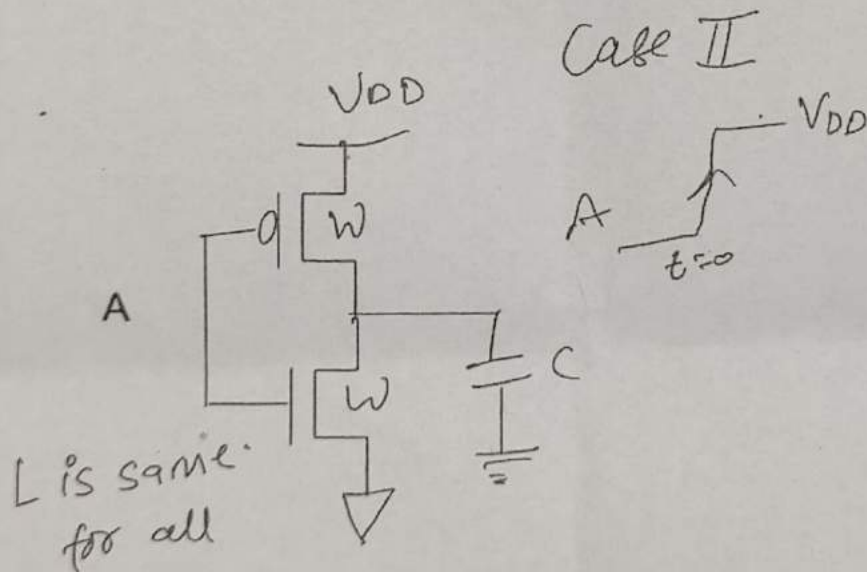 Case II
VDD
VDD
A
t=0
W
A
W
C
L is same.
for all